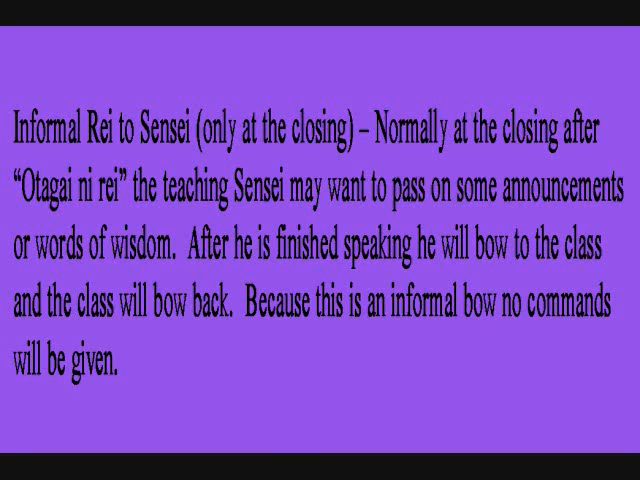 Informal Rei to Sensei (only at the closing) – Normally at the closing after
“Otagai ni rei” the teaching Sensei may want to pass on some announcements
or words of wisdom.  After he is finished speaking he will bow to the class
and the class will bow back.  Because this is an informal bow no commands
will be given.